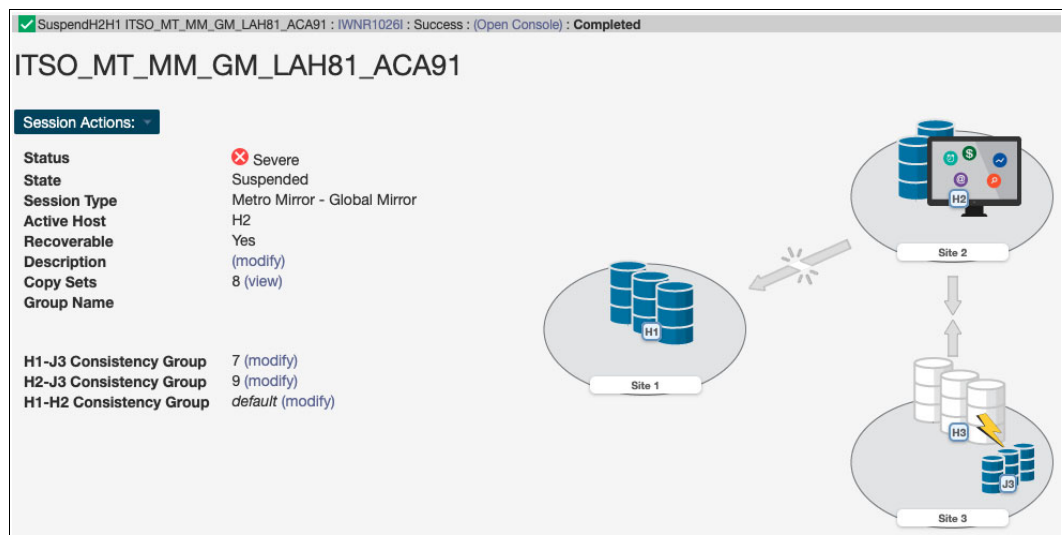 SuspendH2H1 ITSO_MT_MM_GM_LAH81_ACA91 : IWNR1026I : Success : (Open Console) : Completed
ITSO_MT_MM_GM_LAH81_ACA91
Session Actions:
Status Severe
State Suspended
Session Type Metro Mirror - Global Mirror
Active Host H2
Recoverable Yes
Description (modify)
Copy Sets 8 (view)
Group Name
H1-J3 Consistency Group 7 (modify)
H2-J3 Consistency Group 9 (modify)
H1-H2 Consistency Group default (modify)
$
@
H2
Site 2
H1
Site 1
H3
J3
Site 3